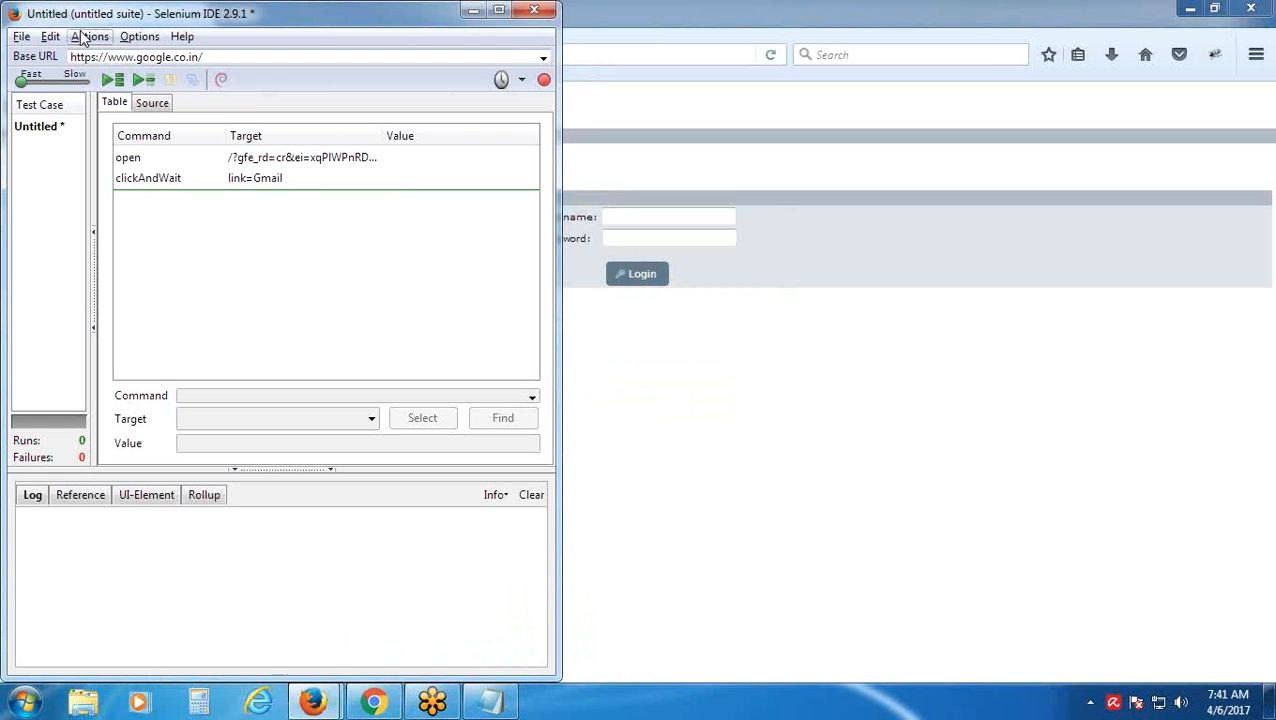 Untitled (untitled suite) - Selenium IDE 2.9.1 *
File Edit Actions Options Help
Base URL https://www.google.co.in/
Fast Slow
Search
Test Case
Table Source
Untitled *
Command Target Value
open /?gfe_rd=cr&ei=xqPlWPnRD...
clickAndWait link=Gmail
name:
word:
Login
Command
Target Select Find
Value
Runs: 0
Failures: 0
Log Reference UI-Element Rollup Info Clear
7:41 AM
4/6/2017